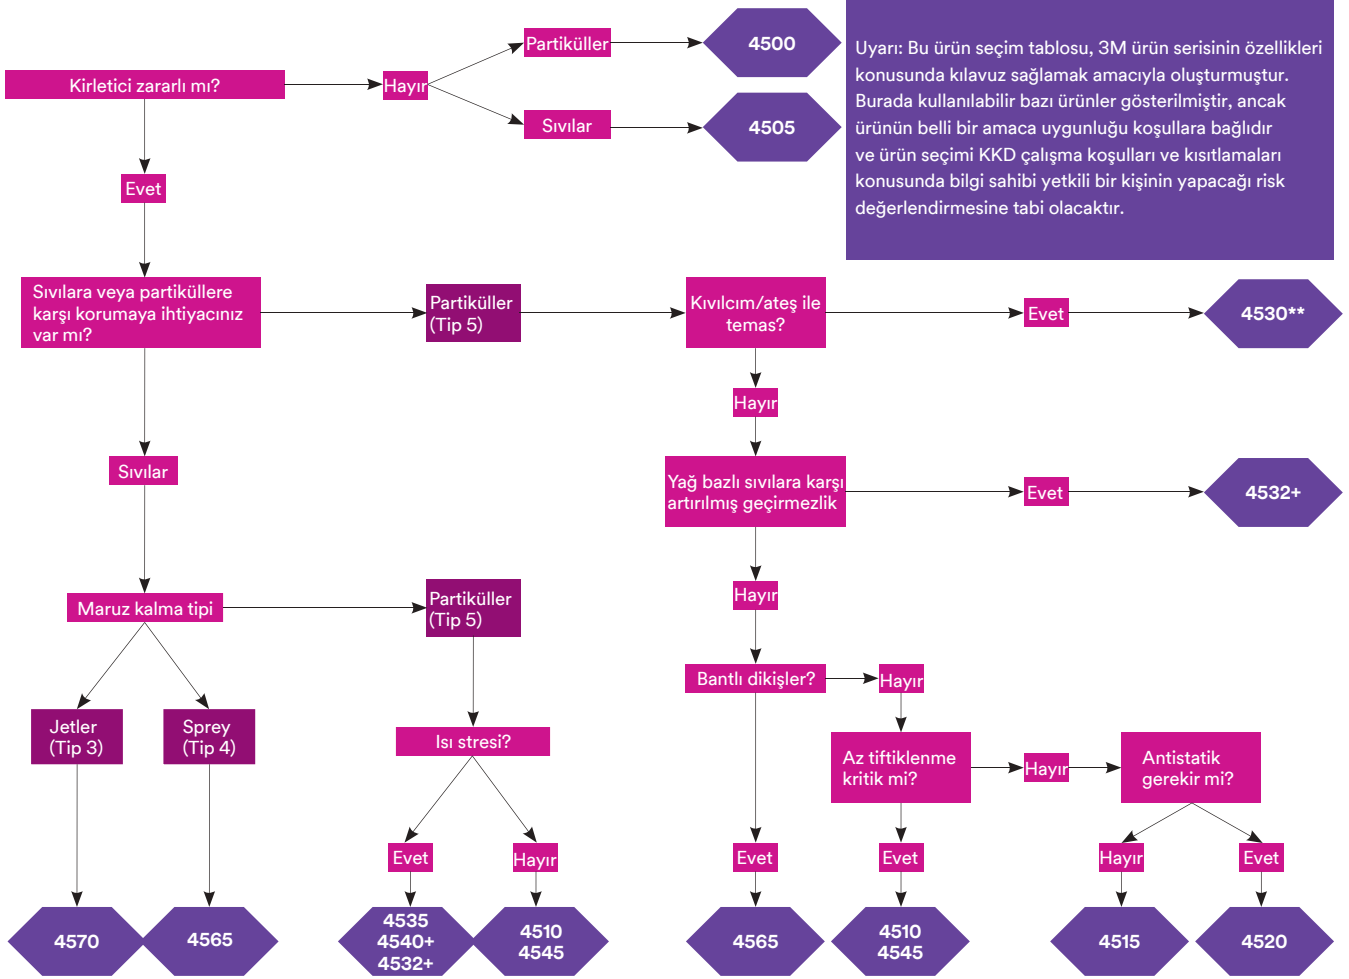 Partiküller
4500
Kirletici zararlı mı?
Hayır
Sıvılar
4505
Uyarı: Bu ürün seçim tablosu, 3M ürün serisinin özellikleri
konusunda kılavuz sağlamak amacıyla oluşturmuştur.
Burada kullanılabilir bazı ürünler gösterilmiştir, ancak
ürünün belli bir amaca uygunluğu koşullara bağlıdır
ve ürün seçimi KKD çalışma koşulları ve kısıtlamaları
konusunda bilgi sahibi yetkili bir kişinin yapacağı risk
değerlendirmesine tabi olacaktır.
Evet
Sıvılara veya partiküllere
karşı korumaya ihtiyacınız
var mı?
Partiküller
(Tip 5)
Kıvılcım/ateş ile
temas?
Evet
4530**
Hayır
Sıvılar
Yağ bazlı sıvılara karşı
artırılmış geçirmezlik
Evet
4532+
Hayır
Maruz kalma tipi
Partiküller
(Tip 5)
Bantlı dikişler?
Hayır
Jetler
(Tip 3)
Sprey
(Tip 4)
Isı stresi?
Az tiftiklenme
kritik mi?
Hayır
Antistatik
gerekir mi?
Evet
Hayır
Evet
Evet
Hayır
Evet
4570
4565
4535
4540+
4532+
4510
4545
4565
4510
4545
4515
4520